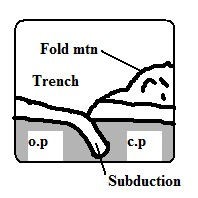 Fold mtn
Trench
o.p
c.p
Subduction